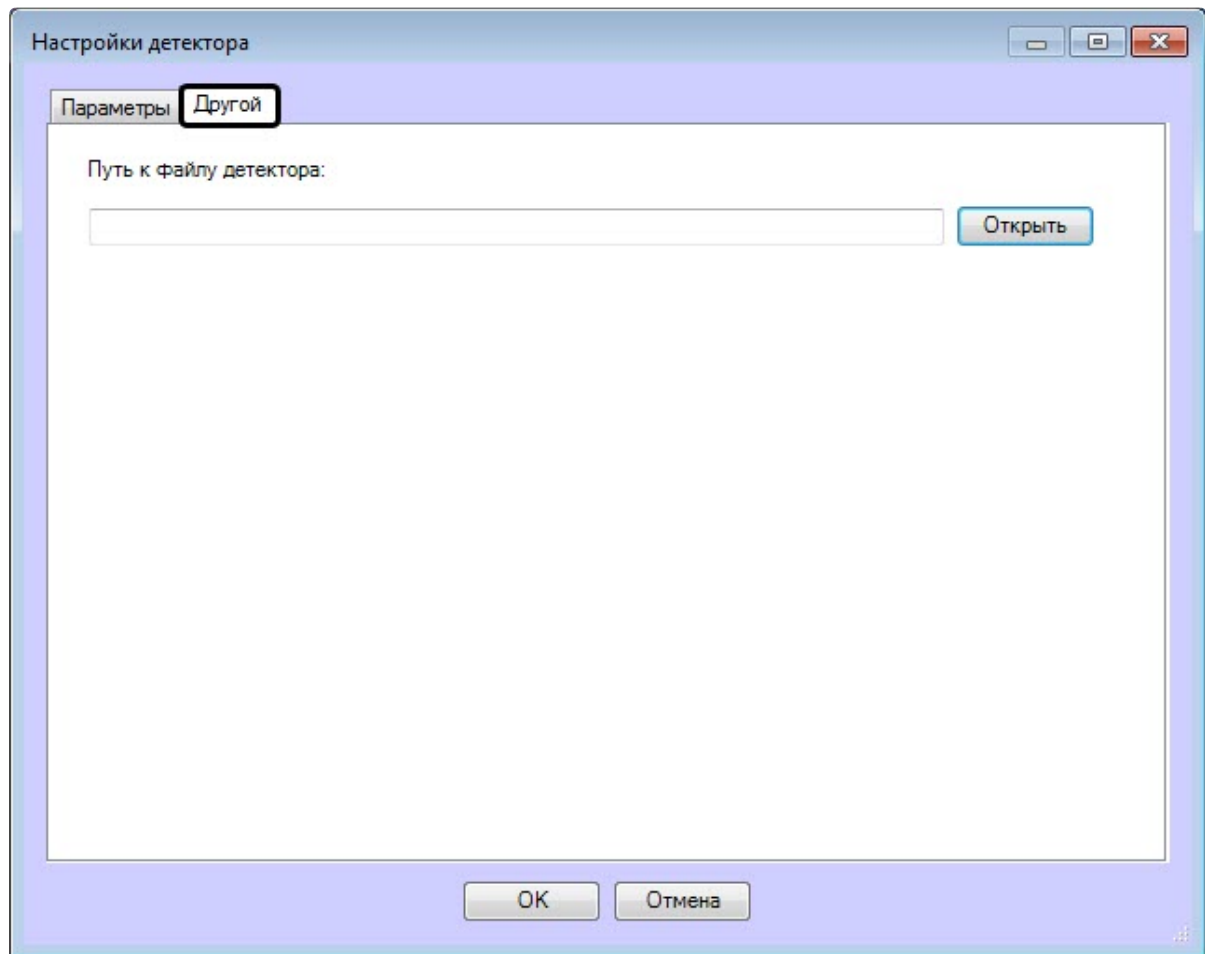 Настройки детектора
Параметры Другой
Путь к файлу детектора:
Открыть
OK Отмена